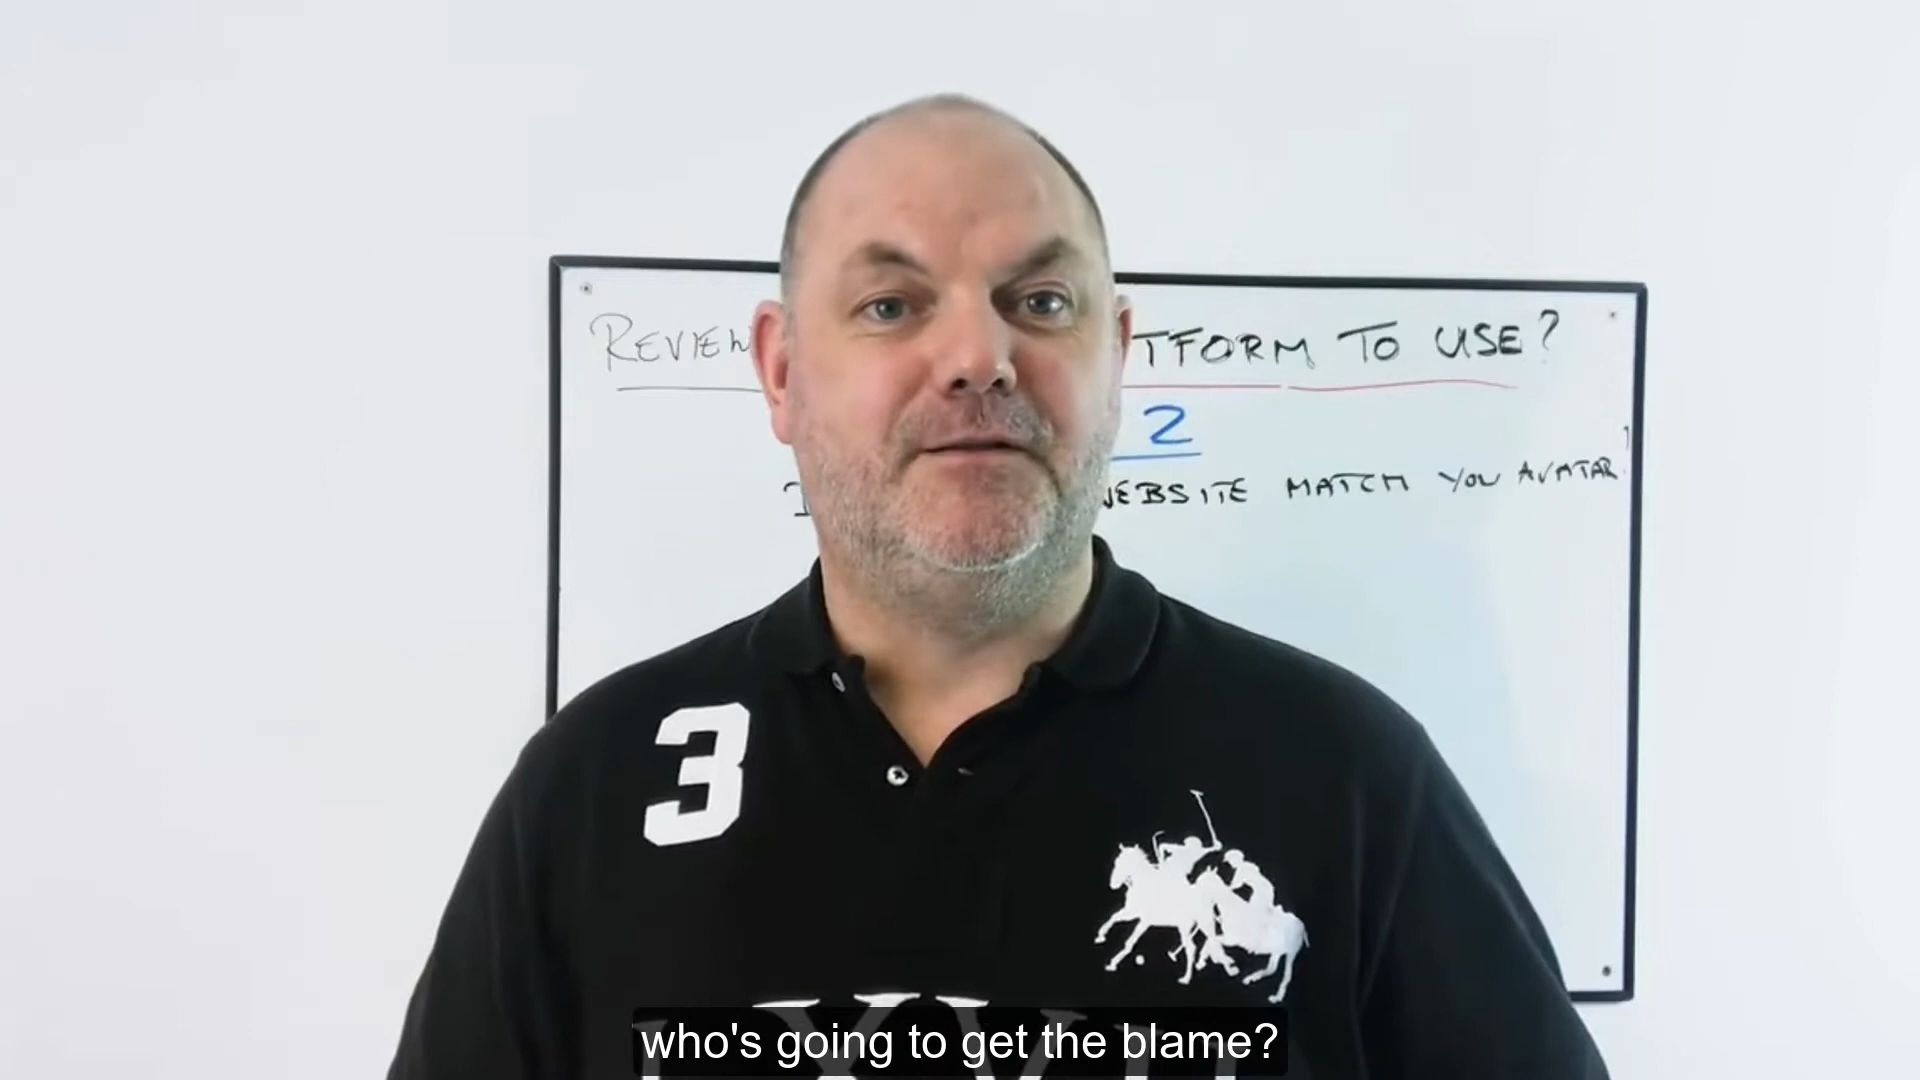 REVIEW TFORM TO USE?
2
WEBSITE MATCH YOU AVATAR?
3
who's going to get the blame?